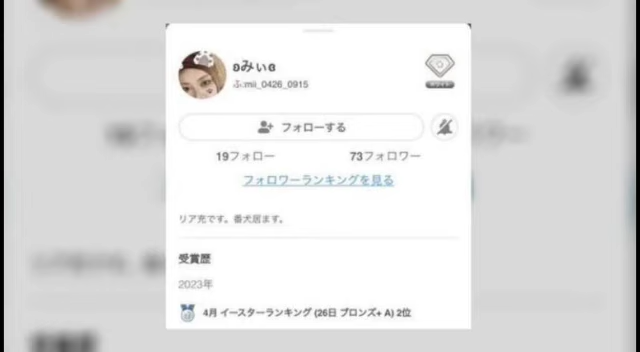 ʚみぃɞ
ふ:mii_0426_0915
フォローする
19フォロー 73フォロワー
フォロワーランキングを見る
リア充です。番犬居ます。
受賞歴
2023年
4月 イースターランキング (26日 ブロンズ+ A) 2位